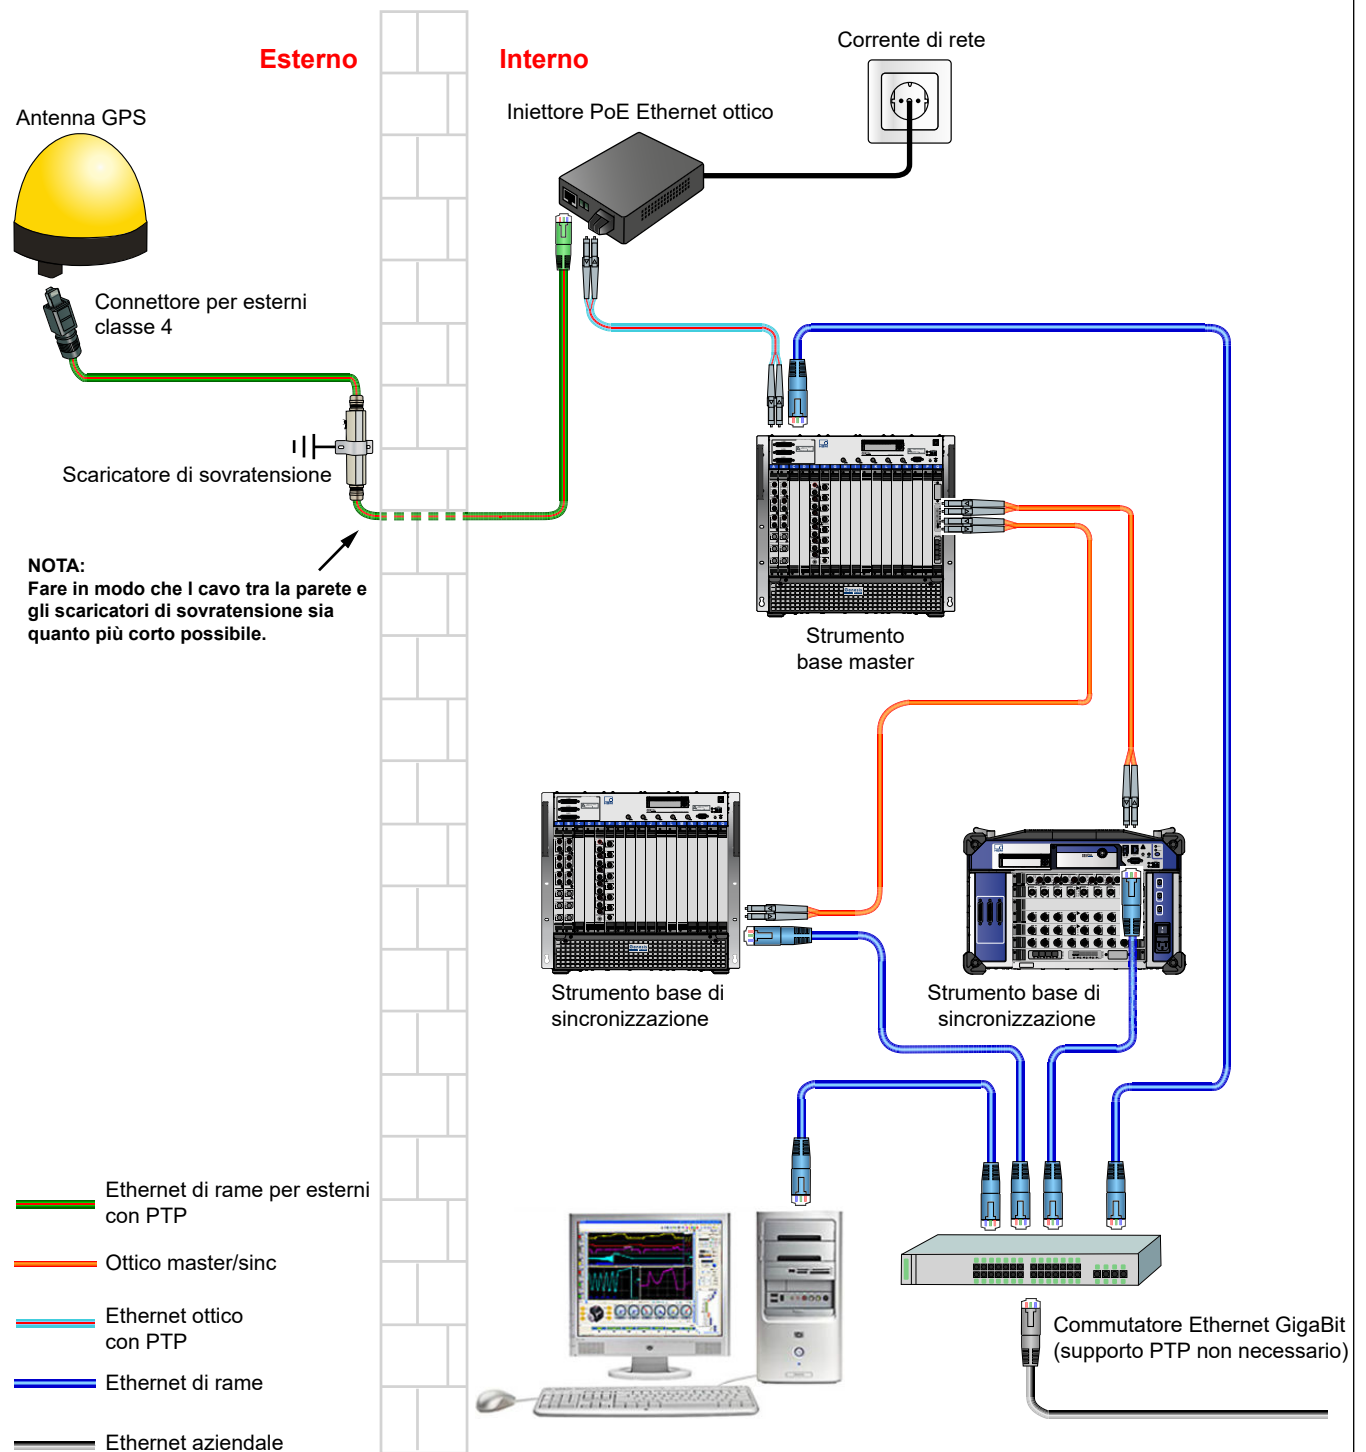 Esterno
Interno
Corrente di rete
Antenna GPS
Iniettore PoE Ethernet ottico
Connettore per esterni
classe 4
Scaricatore di sovratensione
NOTA:
Fare in modo che l cavo tra la parete e
gli scaricatori di sovratensione sia
quanto più corto possibile.
Strumento
base master
Strumento base di
sincronizzazione
Strumento base di
sincronizzazione
Ethernet di rame per esterni
con PTP
Ottico master/sinc
Ethernet ottico
con PTP
Ethernet di rame
Ethernet aziendale
Commutatore Ethernet GigaBit
(supporto PTP non necessario)